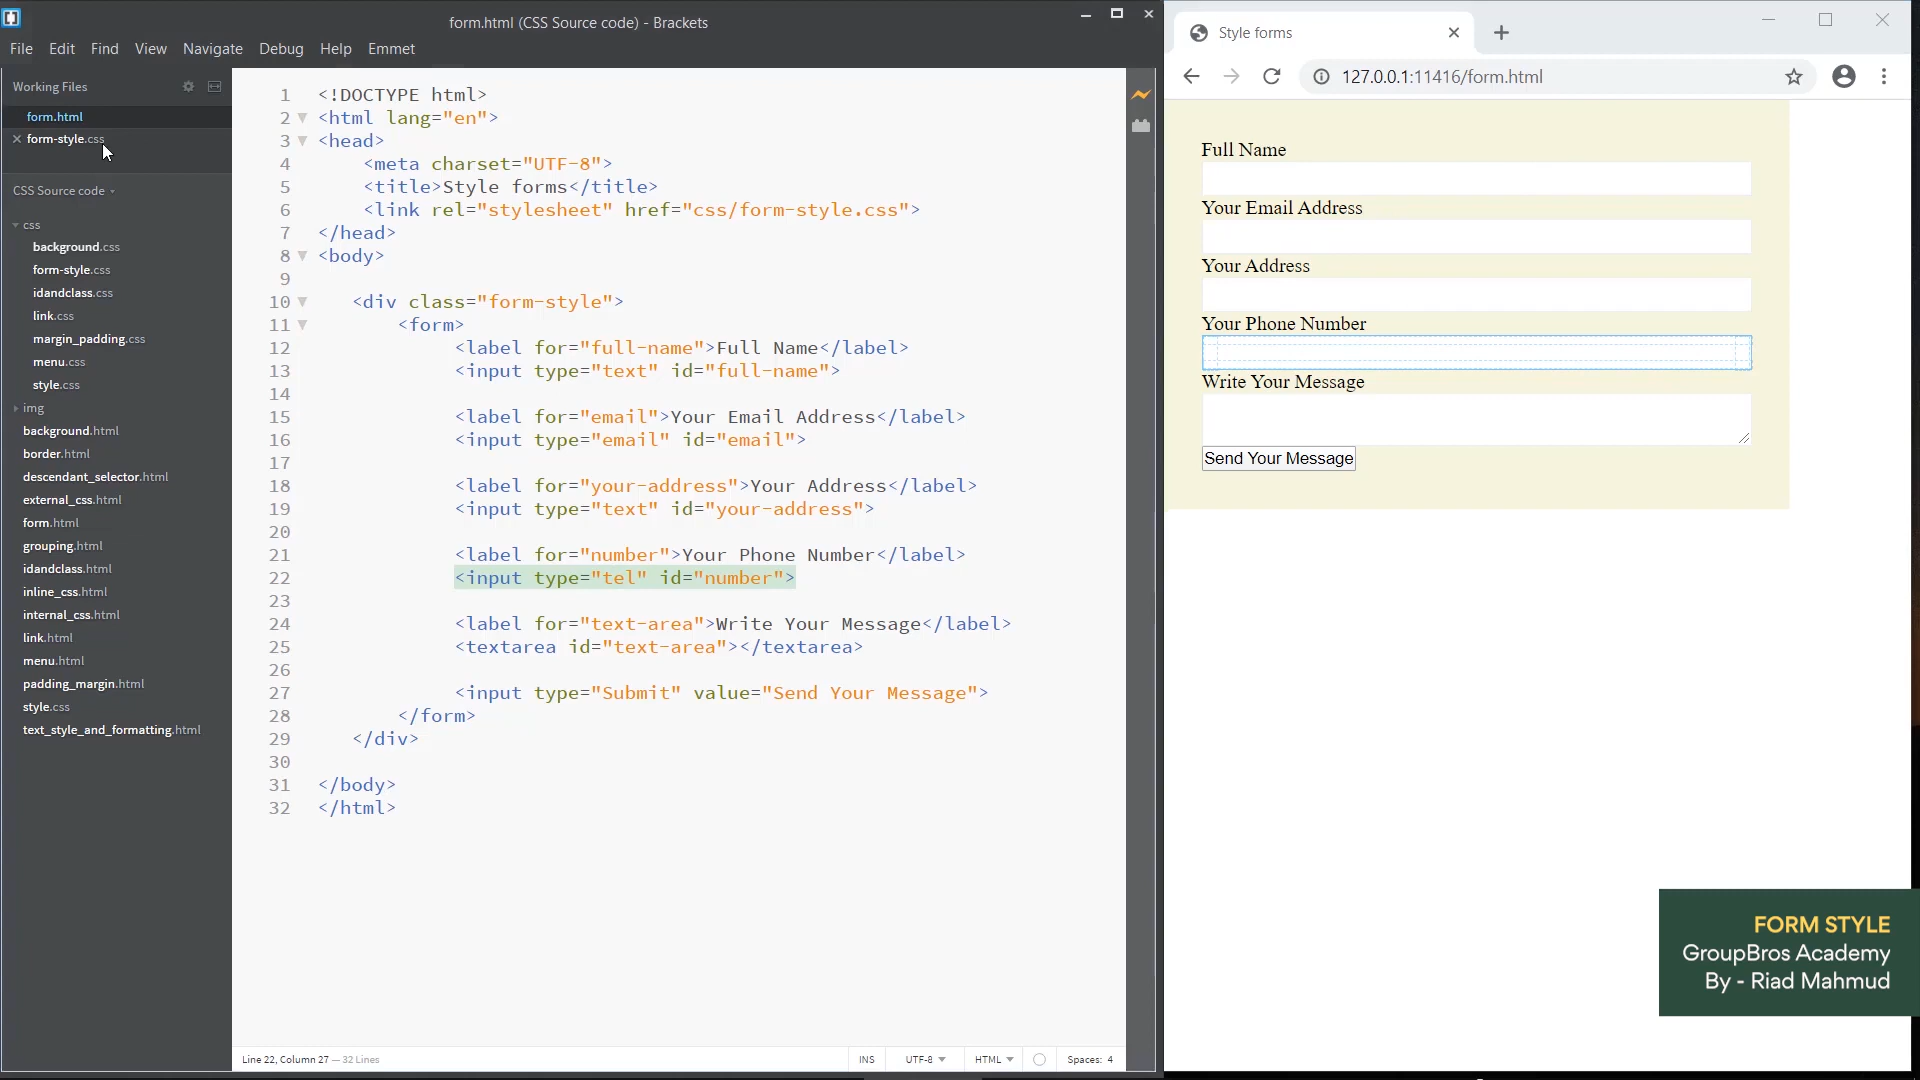 form.html (CSS Source code) - Brackets
File Edit Find View Navigate Debug Help Emmet
Working Files
form.html
form-style.css
CSS Source code
css
background.css
form-style.css
idandclass.css
link.css
margin_padding.css
menu.css
style.css
img
background.html
border.html
descendant_selector.html
external_css.html
form.html
grouping.html
idandclass.html
inline_css.html
internal_css.html
link.html
menu.html
padding_margin.html
style.css
text_style_and_formatting.html
1 <!DOCTYPE html>
2 <html lang="en">
3 <head>
4 <meta charset="UTF-8">
5 <title>Style forms</title>
6 <link rel="stylesheet" href="css/form-style.css">
7 </head>
8 <body>
9
10 <div class="form-style">
11 <form>
12 <label for="full-name">Full Name</label>
13 <input type="text" id="full-name">
14
15 <label for="email">Your Email Address</label>
16 <input type="email" id="email">
17
18 <label for="your-address">Your Address</label>
19 <input type="text" id="your-address">
20
21 <label for="number">Your Phone Number</label>
22 <input type="tel" id="number">
23
24 <label for="text-area">Write Your Message</label>
25 <textarea id="text-area"></textarea>
26
27 <input type="Submit" value="Send Your Message">
28 </form>
29 </div>
30
31 </body>
32 </html>
Line 22, Column 27 — 32 Lines
INS UTF-8 HTML Spaces: 4
Style forms
127.0.0.1:11416/form.html
Full Name
Your Email Address
Your Address
Your Phone Number
Write Your Message
Send Your Message
FORM STYLE
GroupBros Academy
By - Riad Mahmud